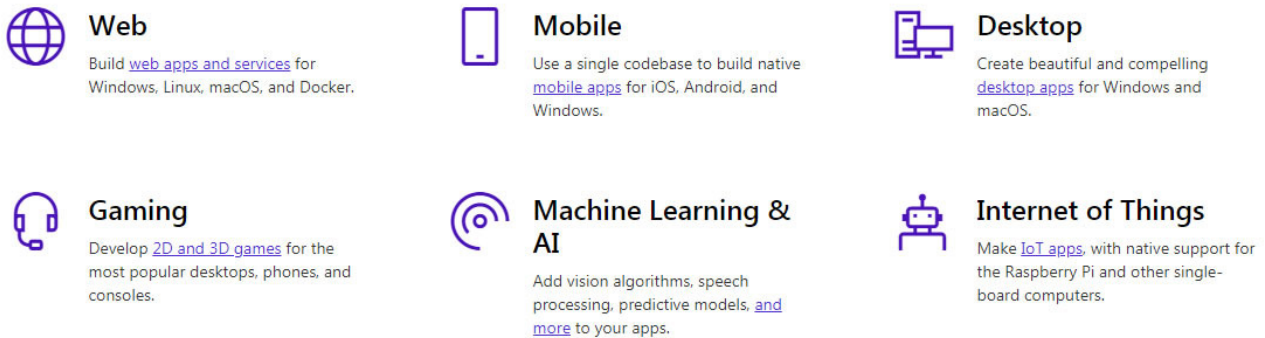 Web
Build web apps and services for
Windows, Linux, macOS, and Docker.
Mobile
Use a single codebase to build native
mobile apps for iOS, Android, and
Windows.
Desktop
Create beautiful and compelling
desktop apps for Windows and
macOS.
Gaming
Develop 2D and 3D games for the
most popular desktops, phones, and
consoles.
Machine Learning &
AI
Add vision algorithms, speech
processing, predictive models, and
more to your apps.
Internet of Things
Make IoT apps, with native support for
the Raspberry Pi and other single-
board computers.